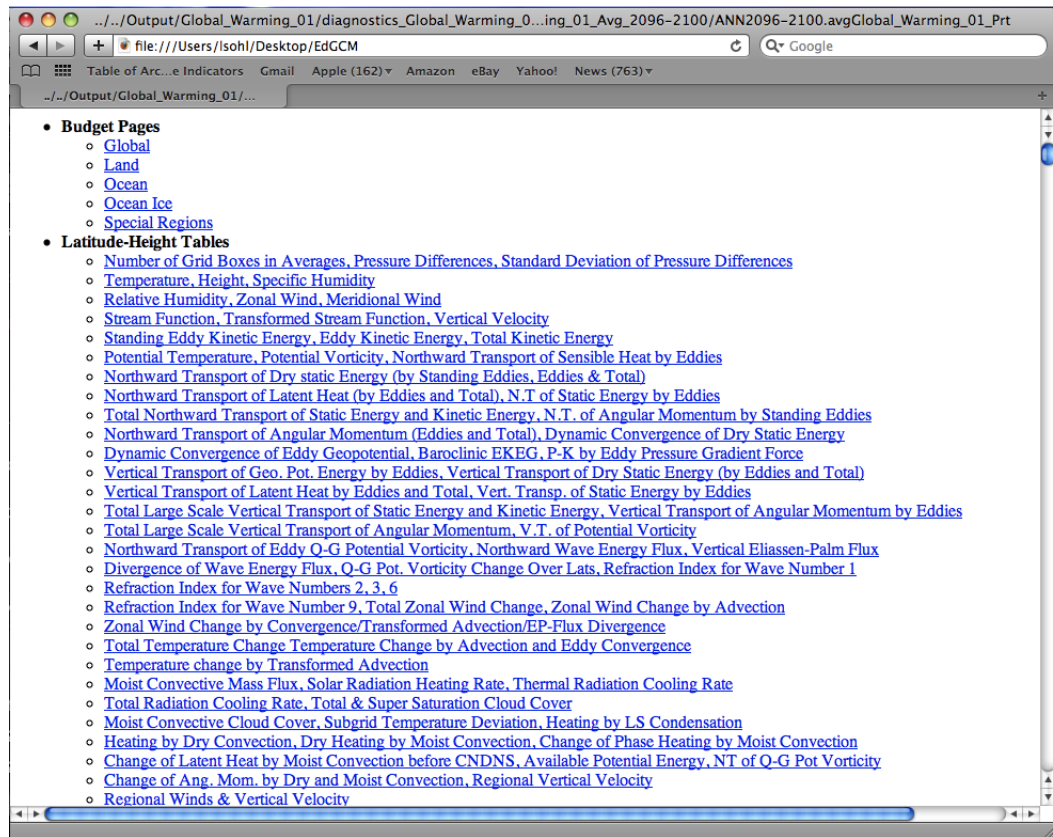 ../../Output/Global_Warming_01/diagnostics_Global_Warming_0...ing_01_Avg_2096-2100/ANN2096-2100.avgGlobal_Warming_01_Prt
file:///Users/lsohl/Desktop/EdGCM
Google
Table of Arc...e Indicators Gmail Apple (162) Amazon eBay Yahoo! News (763)
../../Output/Global_Warming_01/...
Budget Pages
Global
Land
Ocean
Ocean Ice
Special Regions
Latitude-Height Tables
Number of Grid Boxes in Averages, Pressure Differences, Standard Deviation of Pressure Differences
Temperature, Height, Specific Humidity
Relative Humidity, Zonal Wind, Meridional Wind
Stream Function, Transformed Stream Function, Vertical Velocity
Standing Eddy Kinetic Energy, Eddy Kinetic Energy, Total Kinetic Energy
Potential Temperature, Potential Vorticity, Northward Transport of Sensible Heat by Eddies
Northward Transport of Dry static Energy (by Standing Eddies, Eddies & Total)
Northward Transport of Latent Heat (by Eddies and Total), N.T of Static Energy by Eddies
Total Northward Transport of Static Energy and Kinetic Energy, N.T. of Angular Momentum by Standing Eddies
Northward Transport of Angular Momentum (Eddies and Total), Dynamic Convergence of Dry Static Energy
Dynamic Convergence of Eddy Geopotential, Baroclinic EKEG, P-K by Eddy Pressure Gradient Force
Vertical Transport of Geo. Pot. Energy by Eddies, Vertical Transport of Dry Static Energy (by Eddies and Total)
Vertical Transport of Latent Heat by Eddies and Total, Vert. Transp. of Static Energy by Eddies
Total Large Scale Vertical Transport of Static Energy and Kinetic Energy, Vertical Transport of Angular Momentum by Eddies
Total Large Scale Vertical Transport of Angular Momentum, V.T. of Potential Vorticity
Northward Transport of Eddy Q-G Potential Vorticity, Northward Wave Energy Flux, Vertical Eliassen-Palm Flux
Divergence of Wave Energy Flux, Q-G Pot. Vorticity Change Over Lats, Refraction Index for Wave Number 1
Refraction Index for Wave Numbers 2, 3, 6
Refraction Index for Wave Number 9, Total Zonal Wind Change, Zonal Wind Change by Advection
Zonal Wind Change by Convergence/Transformed Advection/EP-Flux Divergence
Total Temperature Change Temperature Change by Advection and Eddy Convergence
Temperature change by Transformed Advection
Moist Convective Mass Flux, Solar Radiation Heating Rate, Thermal Radiation Cooling Rate
Total Radiation Cooling Rate, Total & Super Saturation Cloud Cover
Moist Convective Cloud Cover, Subgrid Temperature Deviation, Heating by LS Condensation
Heating by Dry Convection, Dry Heating by Moist Convection, Change of Phase Heating by Moist Convection
Change of Latent Heat by Moist Convection before CNDNS, Available Potential Energy, NT of Q-G Pot Vorticity
Change of Ang. Mom. by Dry and Moist Convection, Regional Vertical Velocity
Regional Winds & Vertical Velocity